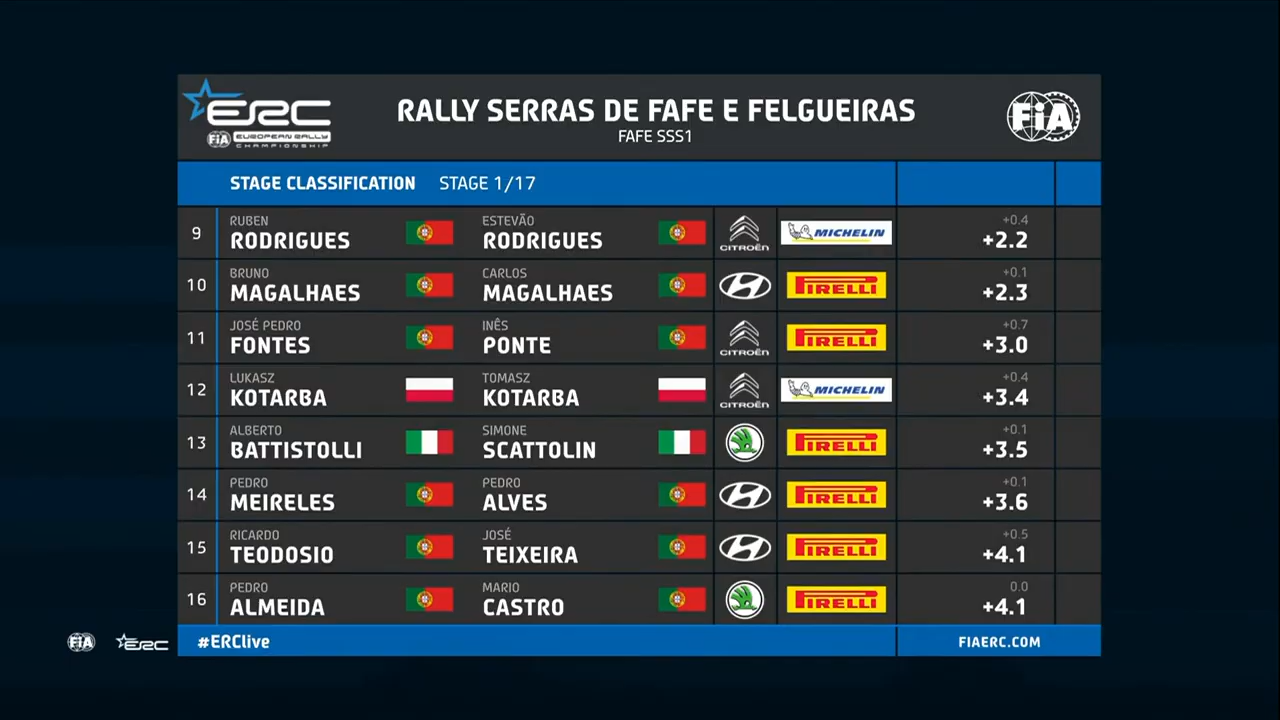 ERC
FIA EUROPEAN RALLY
CHAMPIONSHIP
RALLY SERRAS DE FAFE E FELGUEIRAS
FAFE SSS1
FIA
STAGE CLASSIFICATION STAGE 1/17
9 RUBEN RODRIGUES ESTEVÃO RODRIGUES CITROËN MICHELIN +0.4 +2.2
10 BRUNO MAGALHAES CARLOS MAGALHAES PIRELLI +0.1 +2.3
11 JOSÉ PEDRO FONTES INÊS PONTE CITROËN PIRELLI +0.7 +3.0
12 LUKASZ KOTARBA TOMASZ KOTARBA CITROËN MICHELIN +0.4 +3.4
13 ALBERTO BATTISTOLLI SIMONE SCATTOLIN PIRELLI +0.1 +3.5
14 PEDRO MEIRELES PEDRO ALVES PIRELLI +0.1 +3.6
15 RICARDO TEODOSIO JOSÉ TEIXEIRA PIRELLI +0.5 +4.1
16 PEDRO ALMEIDA MARIO CASTRO PIRELLI 0.0 +4.1
FIA ERC #ERClive FIAERC.COM